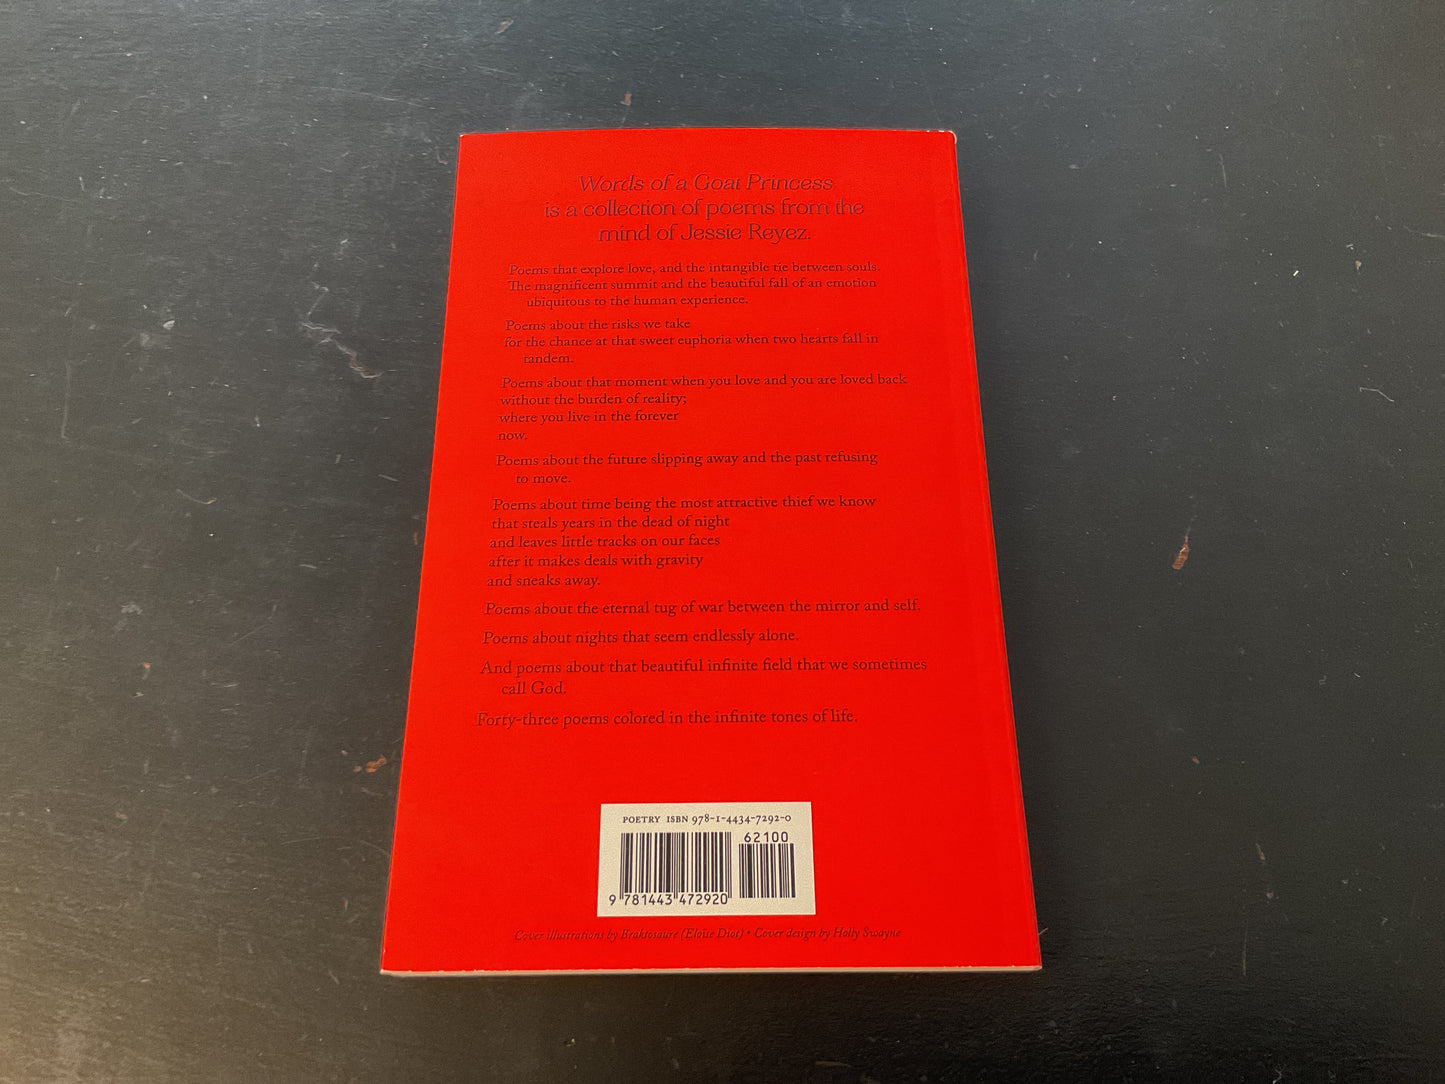 Words of a Goat Princess
is a collection of poems from the
mind of Jessie Reyez.
Poems that explore love, and the intangible tie between souls.
The magnificent summit and the beautiful fall of an emotion
ubiquitous to the human experience.
Poems about the risks we take
for the chance at that sweet euphoria when two hearts fall in
tandem.
Poems about that moment when you love and you are loved back
without the burden of reality;
where you live in the forever
now.
Poems about the future slipping away and the past refusing
to move.
Poems about time being the most attractive thief we know
that steals years in the dead of night
and leaves little tracks on our faces
after it makes deals with gravity
and sneaks away.
Poems about the eternal tug of war between the mirror and self.
Poems about nights that seem endlessly alone.
And poems about that beautiful infinite field that we sometimes
call God.
Forty-three poems colored in the infinite tones of life.
POETRY ISBN 978-1-4434-7292-0
62100
9 781443 472920
Cover illustrations by Braktosaure (Eloïse Diot) • Cover design by Holly Swayne